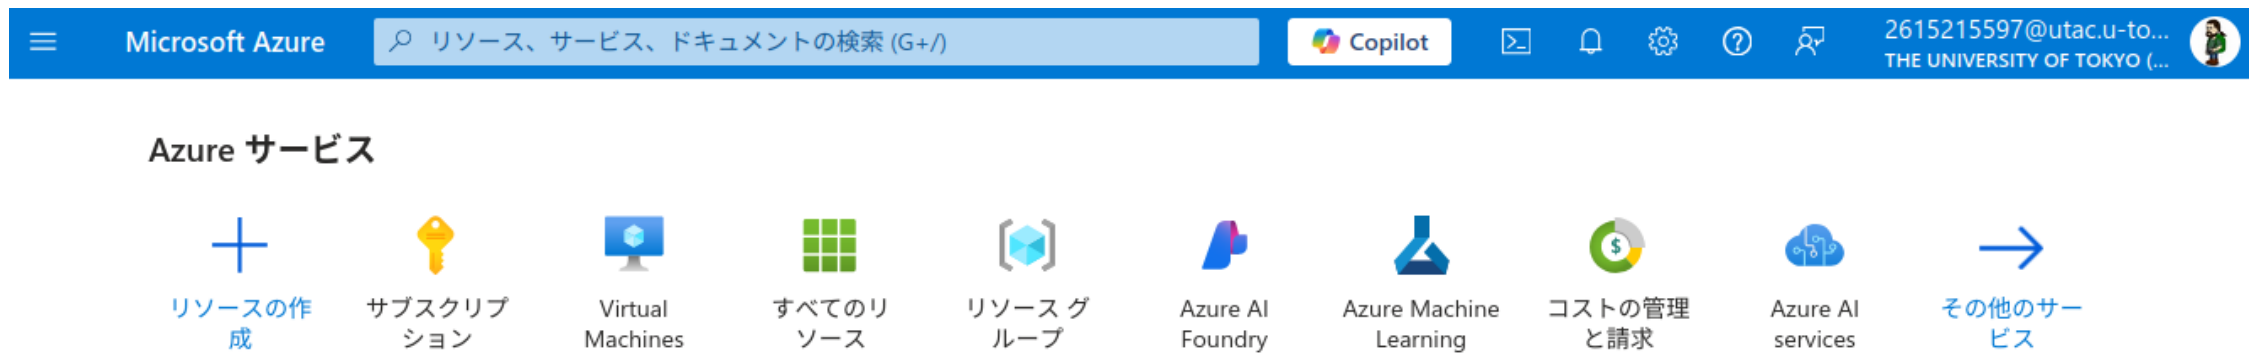 Microsoft Azure
リソース、サービス、ドキュメントの検索 (G+/)
Copilot
2615215597@utac.u-to...
THE UNIVERSITY OF TOKYO (...
Azure サービス
リソースの作
成
サブスクリプ
ション
Virtual
Machines
すべてのリ
ソース
リソース グ
ループ
Azure AI
Foundry
Azure Machine
Learning
コストの管理
と請求
Azure AI
services
その他のサー
ビス